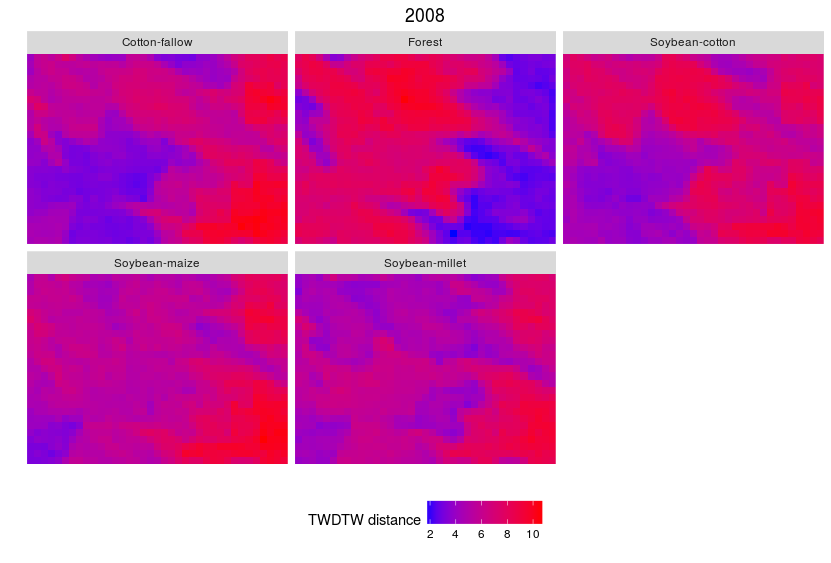 2008
Cotton-fallow
Forest
Soybean-cotton
Soybean-maize
Soybean-millet
TWDTW distance
2 4 6 8 10